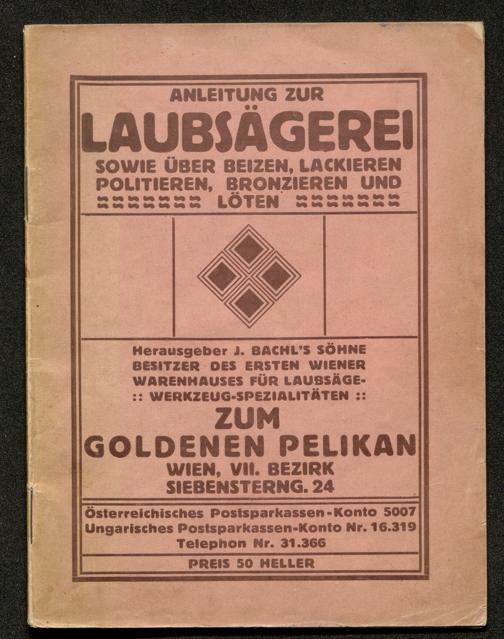 ANLEITUNG ZUR
LAUBSÄGEREI
SOWIE ÜBER BEIZEN, LACKIEREN
POLITIEREN, BRONZIEREN UND
LÖTEN
Herausgeber J. BACHL'S SÖHNE
BESITZER DES ERSTEN WIENER
WARENHAUSES FÜR LAUBSÄGE-
:: WERKZEUG-SPEZIALITÄTEN ::
ZUM
GOLDENEN PELIKAN
WIEN, VII. BEZIRK
SIEBENSTERNG. 24
Österreichisches Postsparkassen-Konto 5007
Ungarisches Postsparkassen-Konto Nr. 16.319
Telephon Nr. 31.366
PREIS 50 HELLER